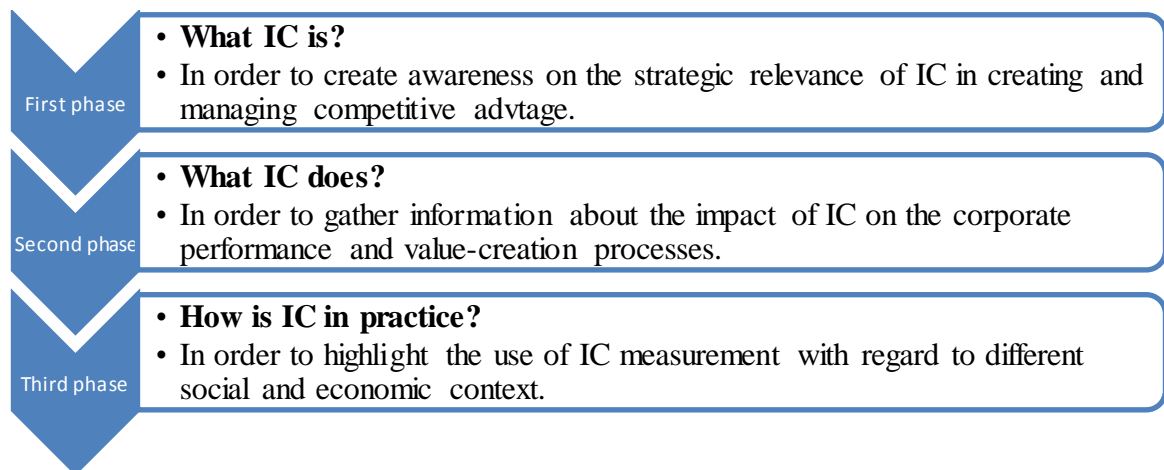 First phase
• What IC is?
• In order to create awareness on the strategic relevance of IC in creating and
managing competitive advtage.
Second phase
• What IC does?
• In order to gather information about the impact of IC on the corporate
performance and value-creation processes.
Third phase
• How is IC in practice?
• In order to highlight the use of IC measurement with regard to different
social and economic context.